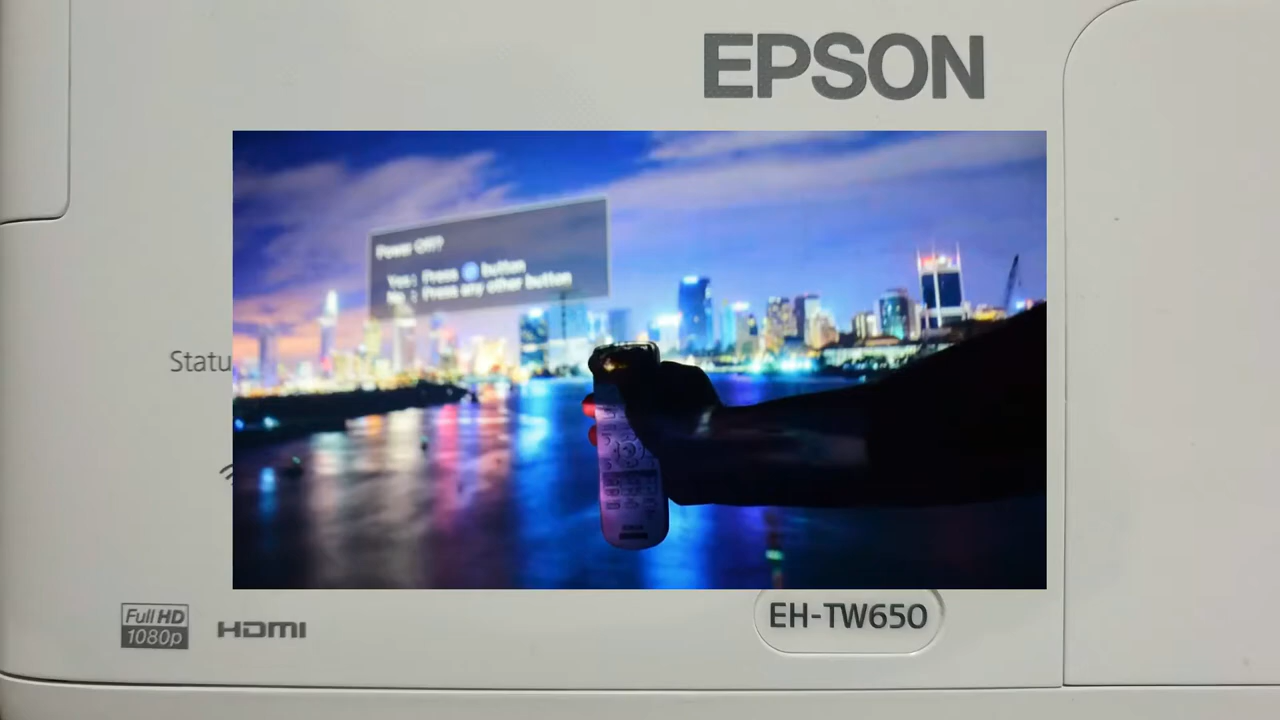 EPSON
Power Off?
Yes : Press button
No : Press any other button
Statu
Full HD
1080p
HDMI
EH-TW650